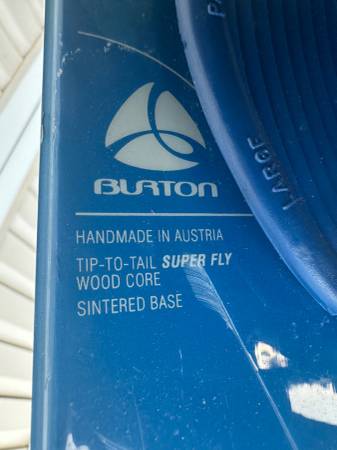 BURTON
HANDMADE IN AUSTRIA
TIP-TO-TAIL SUPER FLY
WOOD CORE
SINTERED BASE
LARGE